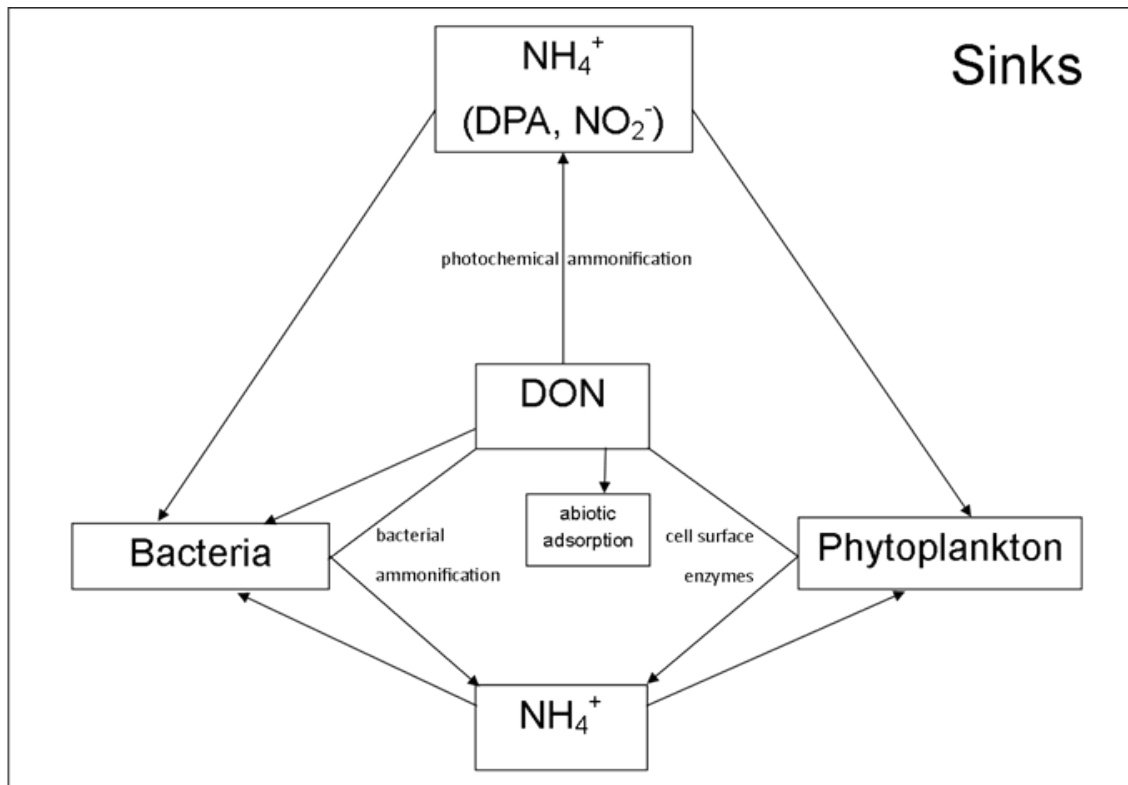 NH₄⁺
(DPA, NO₂⁻)
Sinks
photochemical ammonification
DON
abiotic
adsorption
Bacteria
bacterial
ammonification
cell surface
enzymes
Phytoplankton
NH₄⁺